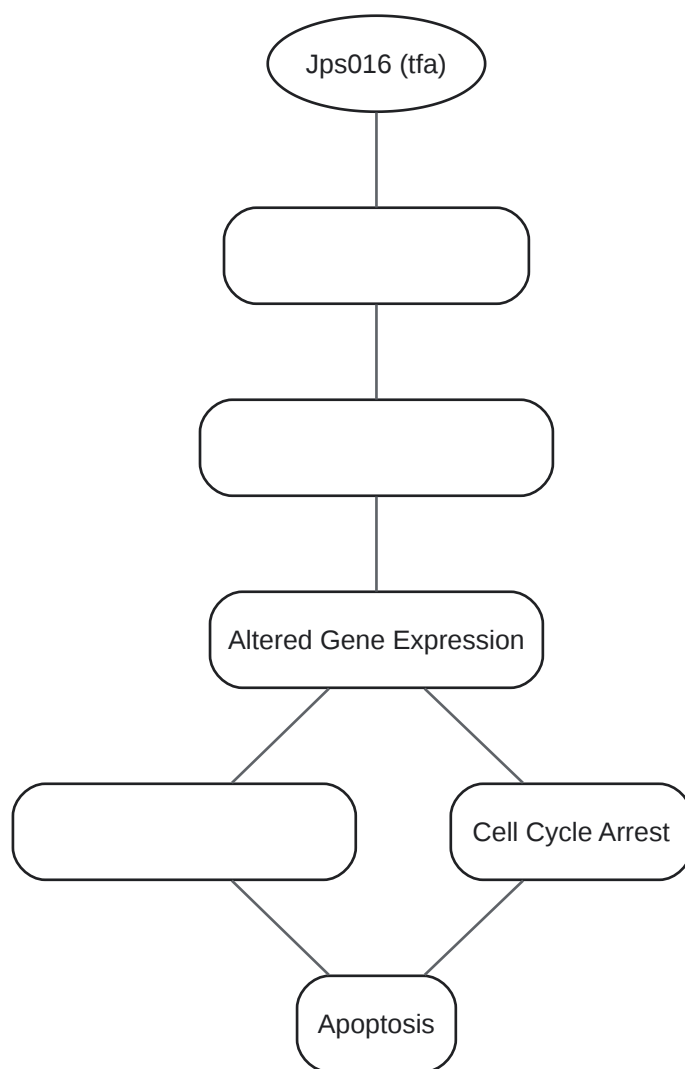 Jps016 (tfa)
Altered Gene Expression
Cell Cycle Arrest
Apoptosis